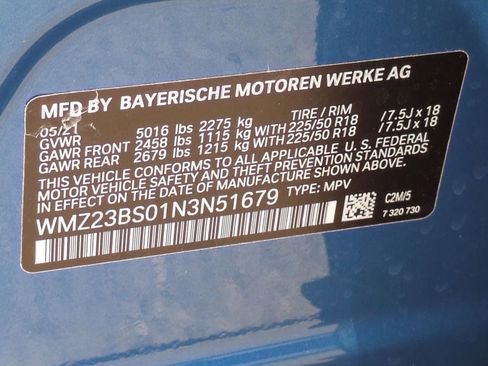 MFD BY BAYERISCHE MOTOREN WERKE AG
05/21 TIRE / RIM
GVWR 5016 lbs 2275 kg
GAWR FRONT 2458 lbs 1115 kg WITH 225/50 R18 / 7.5J x 18
GAWR REAR 2679 lbs 1215 kg WITH 225/50 R18 / 7.5J x 18
THIS VEHICLE CONFORMS TO ALL APPLICABLE U. S. FEDERAL
MOTOR VEHICLE SAFETY AND THEFT PREVENTION STANDARDS
IN EFFECT ON THE DATE OF MANUFACTURE SHOWN ABOVE.
WMZ23BS01N3N51679 TYPE: MPV
C2M/5
7 320 730